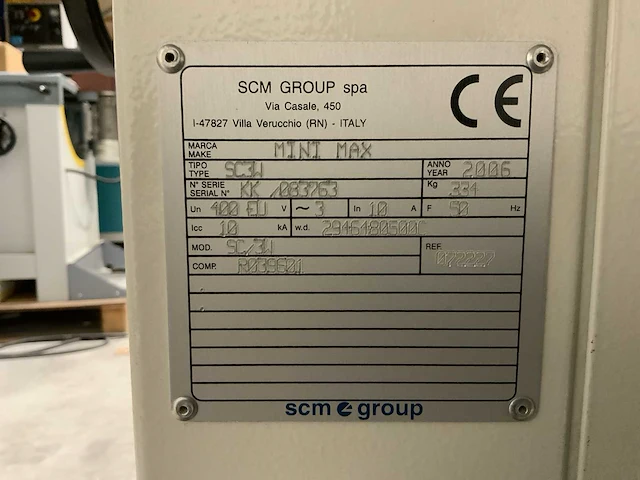 SCM GROUP spa
Via Casale, 450
I-47827 Villa Verucchio (RN) - ITALY
CE
MARCA
MAKE MINI MAX
TIPO
TYPE SC3W ANNO
YEAR 2006
N° SERIE
SERIAL N° KK /083763 Kg 334
Un 400 EU V ~ 3 In 10 A F 50 Hz
Icc 10 kA w.d. 2946480500C
MOD. SC/3W REF. 072227
COMP. R039601
scm group